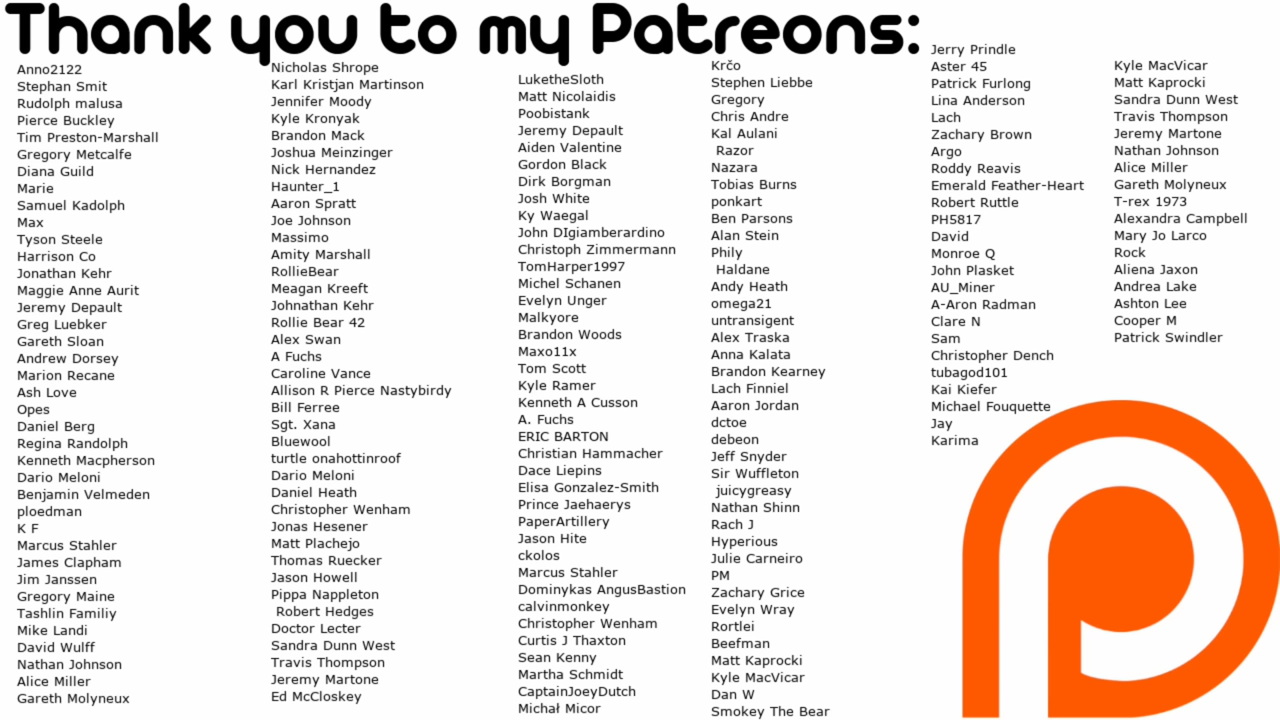 Thank you to my Patreons:
Anno2122
Stephan Smit
Rudolph malusa
Pierce Buckley
Tim Preston-Marshall
Gregory Metcalfe
Diana Guild
Marie
Samuel Kadolph
Max
Tyson Steele
Harrison Co
Jonathan Kehr
Maggie Anne Aurit
Jeremy Depault
Greg Luebker
Gareth Sloan
Andrew Dorsey
Marion Recane
Ash Love
Opes
Daniel Berg
Regina Randolph
Kenneth Macpherson
Dario Meloni
Benjamin Velmeden
ploedman
K F
Marcus Stahler
James Clapham
Jim Janssen
Gregory Maine
Tashlin Familiy
Mike Landi
David Wulff
Nathan Johnson
Alice Miller
Gareth Molyneux
Nicholas Shrope
Karl Kristjan Martinson
Jennifer Moody
Kyle Kronyak
Brandon Mack
Joshua Meinzinger
Nick Hernandez
Haunter_1
Aaron Spratt
Joe Johnson
Massimo
Amity Marshall
RollieBear
Meagan Kreeft
Johnathan Kehr
Rollie Bear 42
Alex Swan
A Fuchs
Caroline Vance
Allison R Pierce Nastybirdy
Bill Ferree
Sgt. Xana
Bluewool
turtle onahottinroof
Dario Meloni
Daniel Heath
Christopher Wenham
Jonas Hesener
Matt Plachejo
Thomas Ruecker
Jason Howell
Pippa Nappleton
Robert Hedges
Doctor Lecter
Sandra Dunn West
Travis Thompson
Jeremy Martone
Ed McCloskey
LuketheSloth
Matt Nicolaidis
Poobistank
Jeremy Depault
Aiden Valentine
Gordon Black
Dirk Borgman
Josh White
Ky Waegal
John DIgiamberardino
Christoph Zimmermann
TomHarper1997
Michel Schanen
Evelyn Unger
Malkyore
Brandon Woods
Maxo11x
Tom Scott
Kyle Ramer
Kenneth A Cusson
A. Fuchs
ERIC BARTON
Christian Hammacher
Dace Liepins
Elisa Gonzalez-Smith
Prince Jaehaerys
PaperArtillery
Jason Hite
ckolos
Marcus Stahler
Dominykas AngusBastion
calvinmonkey
Christopher Wenham
Curtis J Thaxton
Sean Kenny
Martha Schmidt
CaptainJoeyDutch
Michał Micor
Krčo
Stephen Liebbe
Gregory
Chris Andre
Kal Aulani
Razor
Nazara
Tobias Burns
ponkart
Ben Parsons
Alan Stein
Phily
Haldane
Andy Heath
omega21
untransigent
Alex Traska
Anna Kalata
Brandon Kearney
Lach Finniel
Aaron Jordan
dctoe
debeon
Jeff Snyder
Sir Wuffleton
juicygreasy
Nathan Shinn
Rach J
Hyperious
Julie Carneiro
PM
Zachary Grice
Evelyn Wray
Rortlei
Beefman
Matt Kaprocki
Kyle MacVicar
Dan W
Smokey The Bear
Jerry Prindle
Aster 45
Patrick Furlong
Lina Anderson
Lach
Zachary Brown
Argo
Roddy Reavis
Emerald Feather-Heart
Robert Ruttle
PH5817
David
Monroe Q
John Plasket
AU_Miner
A-Aron Radman
Clare N
Sam
Christopher Dench
tubagod101
Kai Kiefer
Michael Fouquette
Jay
Karima
Kyle MacVicar
Matt Kaprocki
Sandra Dunn West
Travis Thompson
Jeremy Martone
Nathan Johnson
Alice Miller
Gareth Molyneux
T-rex 1973
Alexandra Campbell
Mary Jo Larco
Rock
Aliena Jaxon
Andrea Lake
Ashton Lee
Cooper M
Patrick Swindler